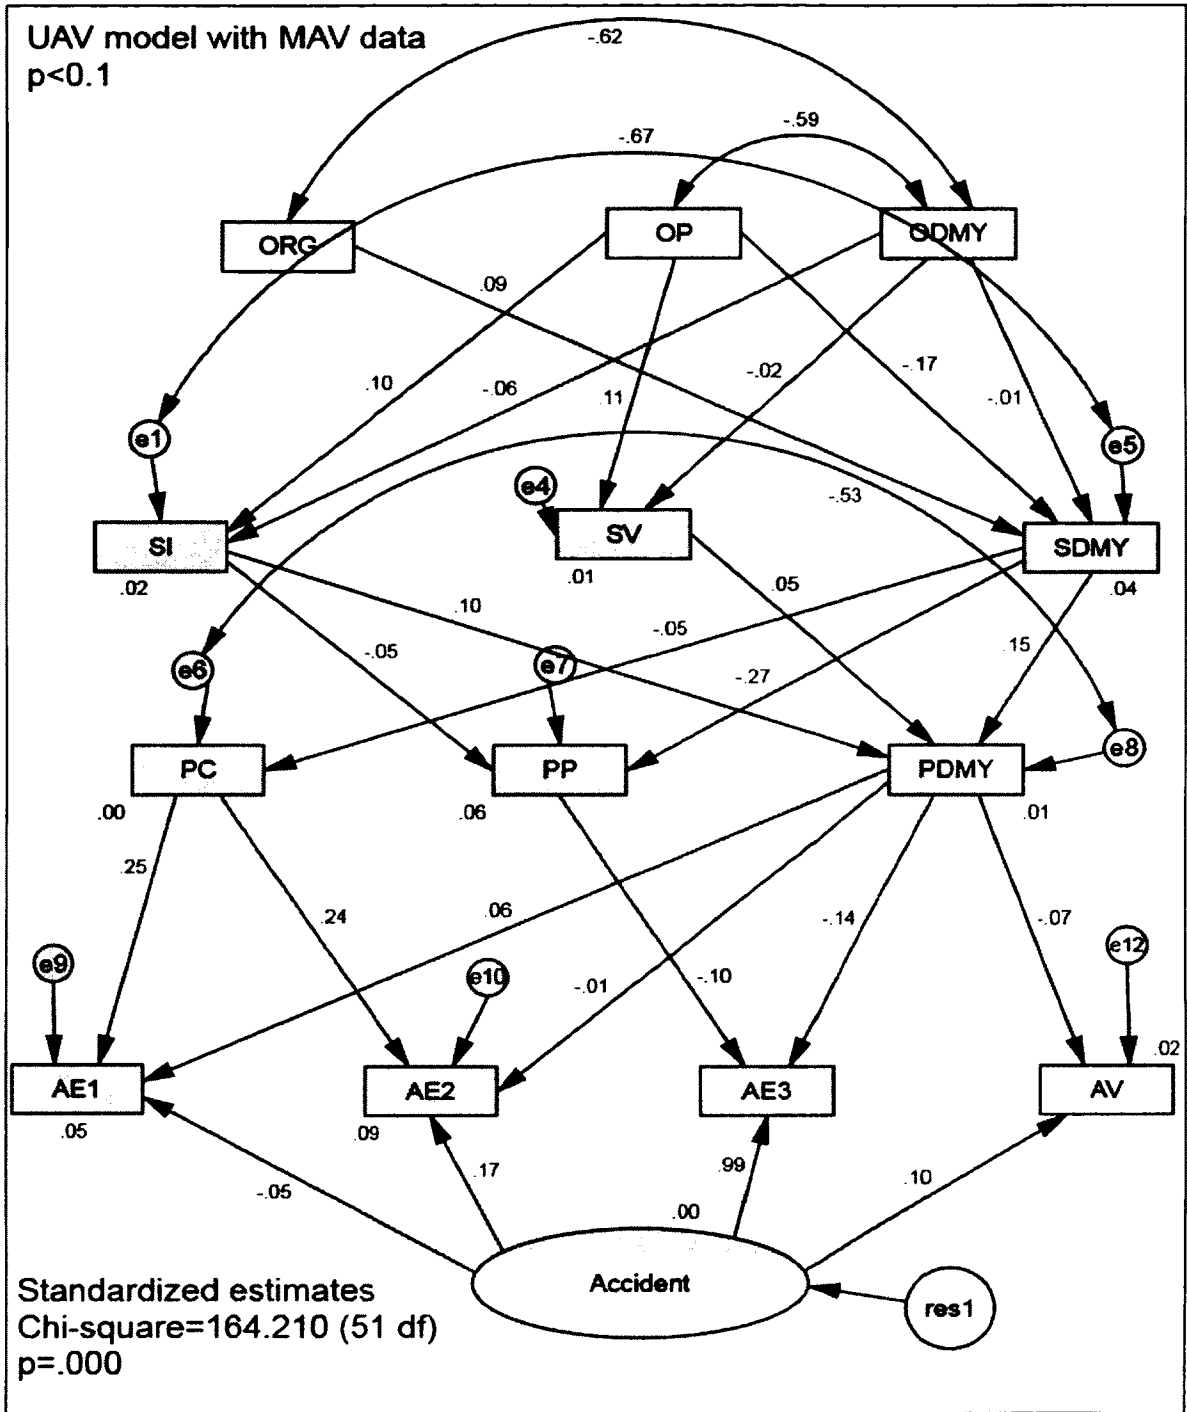 UAV model with MAV data
p<0.1
-.62
-.59
-.67
ORG
OP
ODMY
.09
.10
-.06
.11
-.02
-.17
-.01
e1
e5
e4
-.53
SI
SV
SDMY
.02
.01
.04
.05
.10
-.05
-.05
.15
-.27
e6
e7
e8
PC
PP
PDMY
.00
.06
.01
.25
.24
.06
-.14
-.07
-.01
-.10
e9
e10
e12
.02
AE1
AE2
AE3
AV
.05
.09
-.05
.17
.99
.10
.00
Accident
res1
Standardized estimates
Chi-square=164.210 (51 df)
p=.000